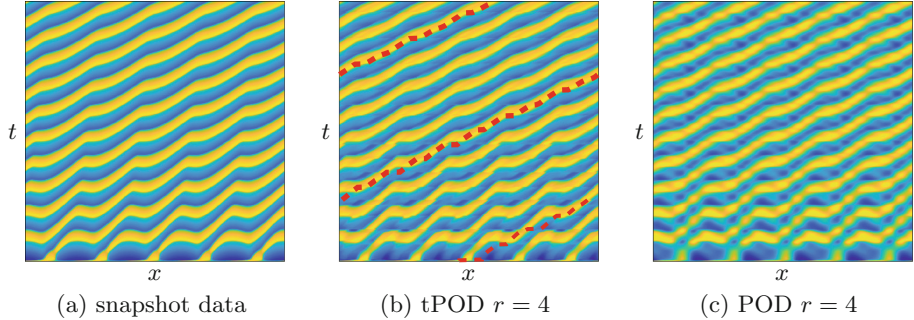 t
t
t
x
x
x
(a) snapshot data
(b) tPOD r = 4
(c) POD r = 4